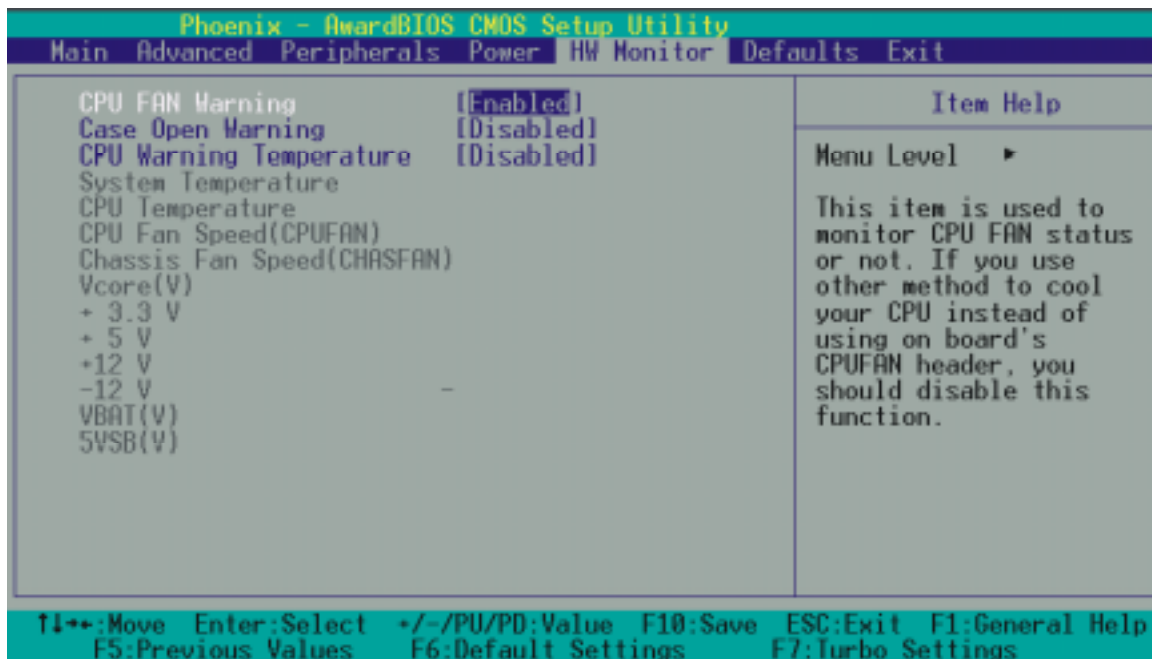 Phoenix - AwardBIOS CMOS Setup Utility
Main Advanced Peripherals Power HW Monitor Defaults Exit
CPU FAN Warning [Enabled]
Case Open Warning [Disabled]
CPU Warning Temperature [Disabled]
System Temperature
CPU Temperature
CPU Fan Speed(CPUFAN)
Chassis Fan Speed(CHASFAN)
Vcore(V)
+ 3.3 V
+ 5 V
+12 V
-12 V -
VBAT(V)
5VSB(V)
Item Help
Menu Level ►
This item is used to
monitor CPU FAN status
or not. If you use
other method to cool
your CPU instead of
using on board's
CPUFAN header, you
should disable this
function.
↑↓→←:Move Enter:Select +/-/PU/PD:Value F10:Save ESC:Exit F1:General Help
F5:Previous Values F6:Default Settings F7:Turbo Settings